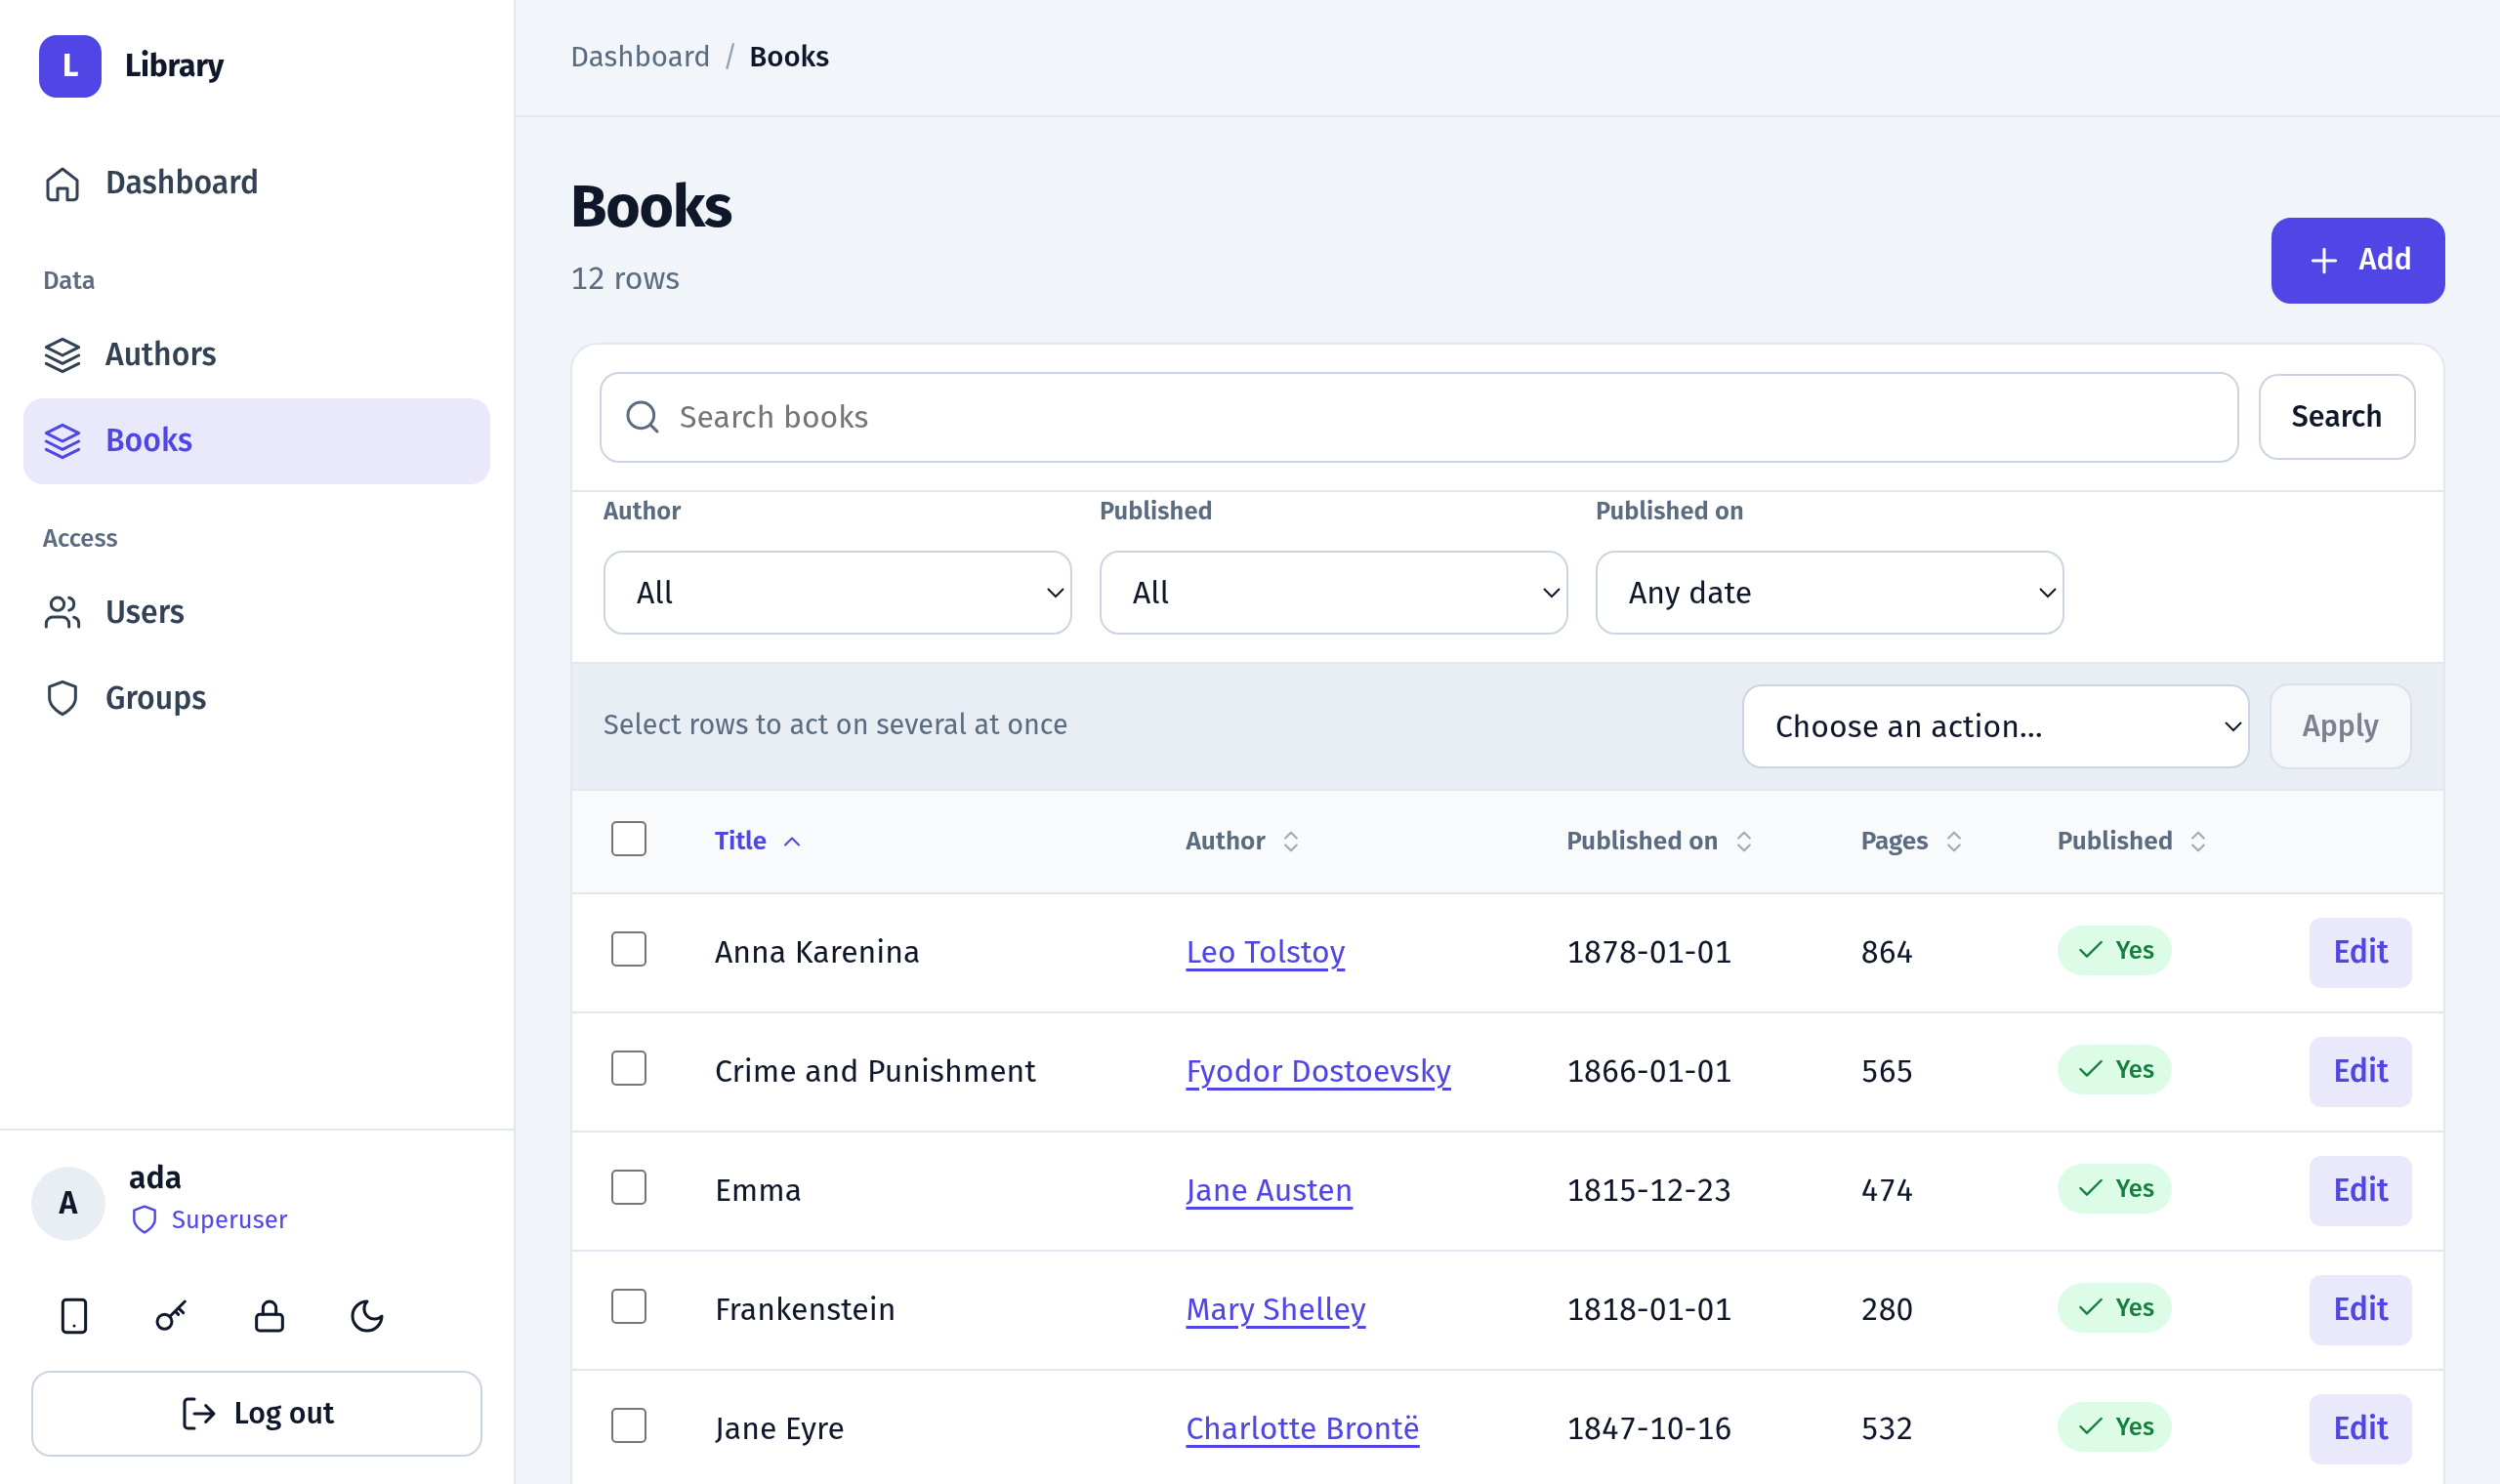 L Library
Dashboard
Data
Authors
Books
Access
Users
Groups
A ada
Superuser
Log out
Dashboard / Books
Books
12 rows
Add
Search books
Search
Author Published Published on
All All Any date
Select rows to act on several at once Choose an action... Apply
Title Author Published on Pages Published
Anna Karenina Leo Tolstoy 1878-01-01 864 Yes Edit
Crime and Punishment Fyodor Dostoevsky 1866-01-01 565 Yes Edit
Emma Jane Austen 1815-12-23 474 Yes Edit
Frankenstein Mary Shelley 1818-01-01 280 Yes Edit
Jane Eyre Charlotte Brontë 1847-10-16 532 Yes Edit